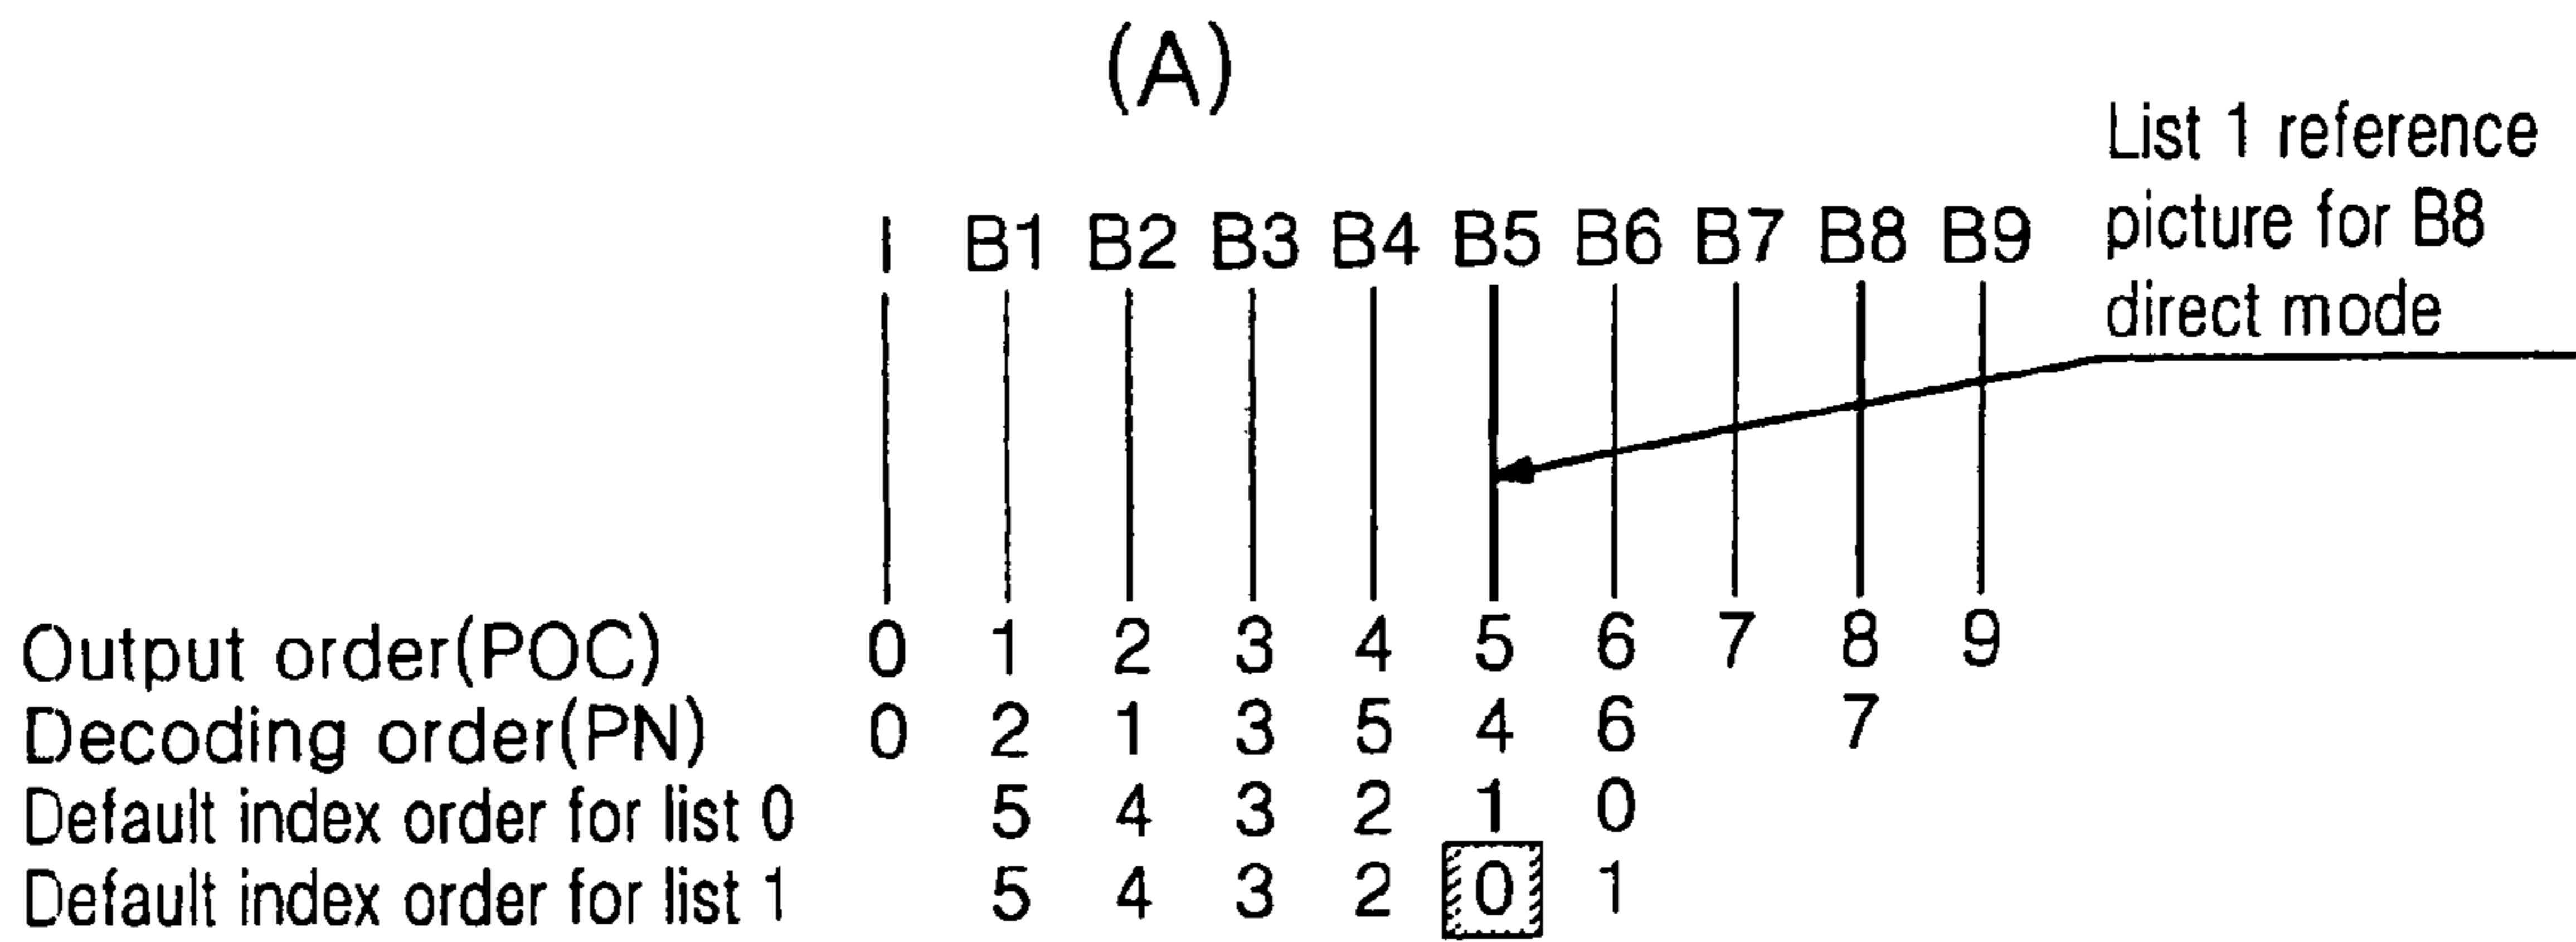 (A)
List 1 reference
picture for B8
direct mode
I B1 B2 B3 B4 B5 B6 B7 B8 B9
Output order(POC) 0 1 2 3 4 5 6 7 8 9
Decoding order(PN) 0 2 1 3 5 4 6 7
Default index order for list 0 5 4 3 2 1 0
Default index order for list 1 5 4 3 2 0 1